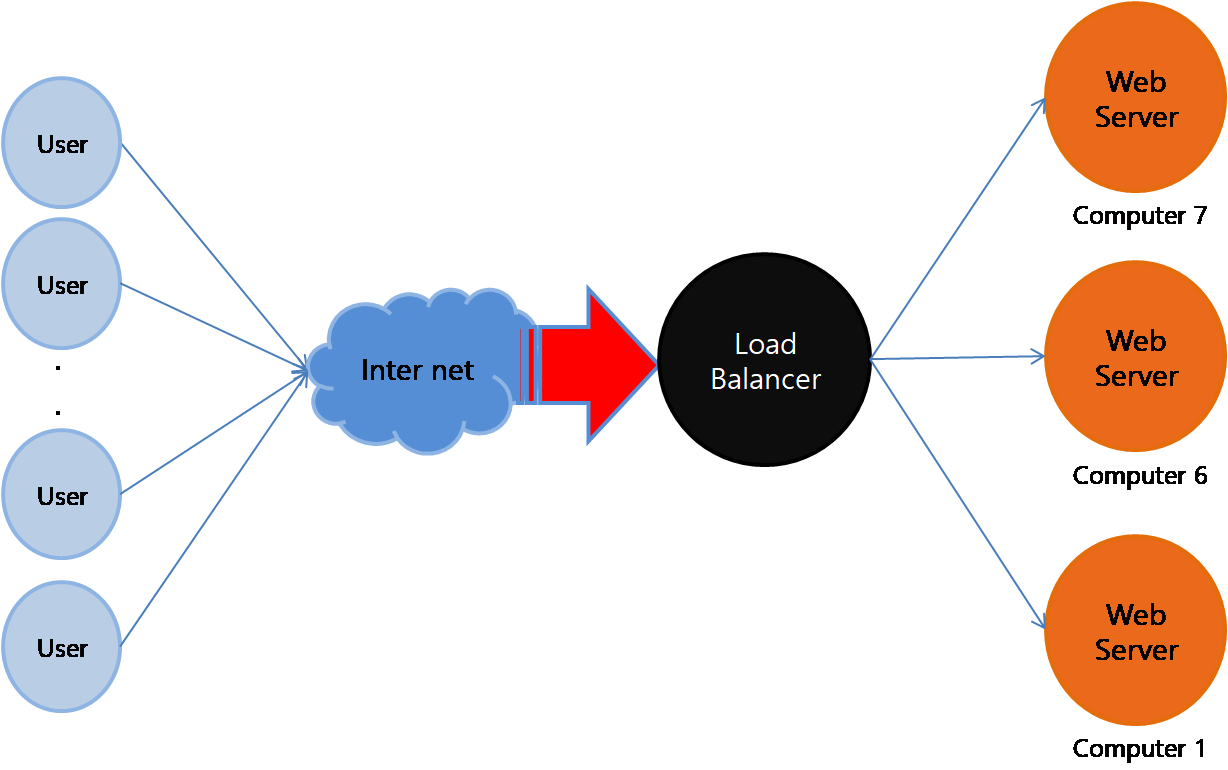 User
User
.
.
User
User
Inter net
Load
Balancer
Web
Server
Computer 7
Web
Server
Computer 6
Web
Server
Computer 1